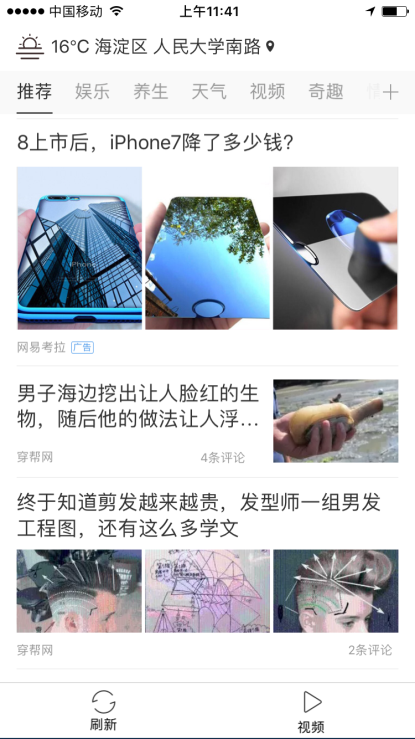 中国移动 上午11:41
16°C 海淀区 人民大学南路
推荐 娱乐 养生 天气 视频 奇趣
8上市后，iPhone7降了多少钱?
iPhone
网易考拉 广告
男子海边挖出让人脸红的生
物，随后他的做法让人浮…
穿帮网 4条评论
终于知道剪发越来越贵，发型师一组男发
工程图，还有这么多学文
穿帮网 2条评论
刷新 视频